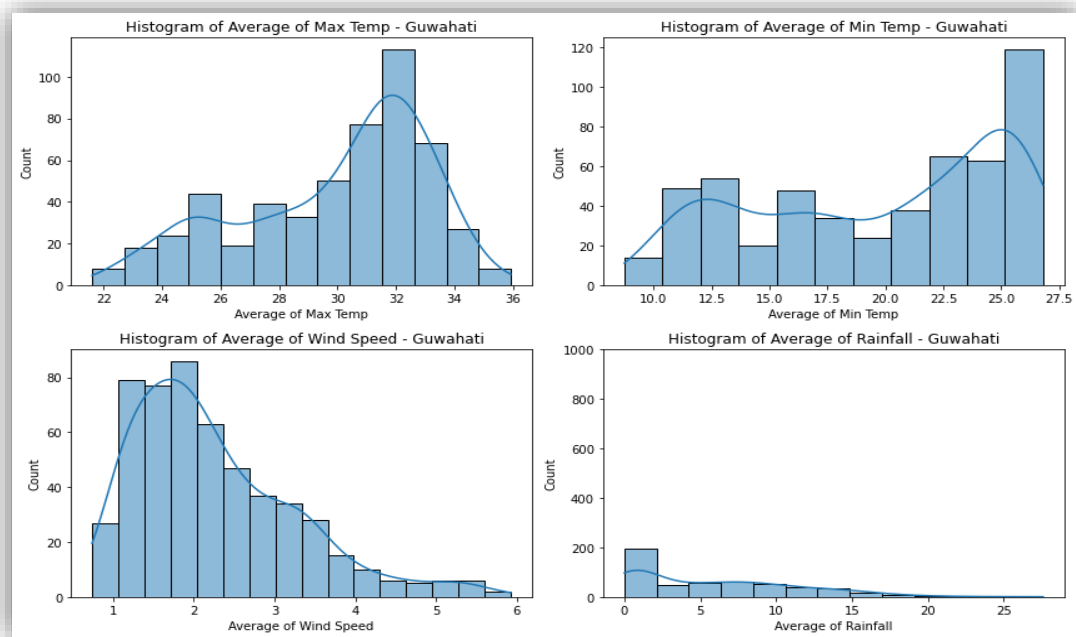 Histogram of Average of Max Temp - Guwahati
Count
100
80
60
40
20
0
22 24 26 28 30 32 34 36
Average of Max Temp
Histogram of Average of Min Temp - Guwahati
Count
120
100
80
60
40
20
0
10.0 12.5 15.0 17.5 20.0 22.5 25.0 27.5
Average of Min Temp
Histogram of Average of Wind Speed - Guwahati
Count
80
60
40
20
0
1 2 3 4 5 6
Average of Wind Speed
Histogram of Average of Rainfall - Guwahati
Count
1000
800
600
400
200
0
0 5 10 15 20 25
Average of Rainfall